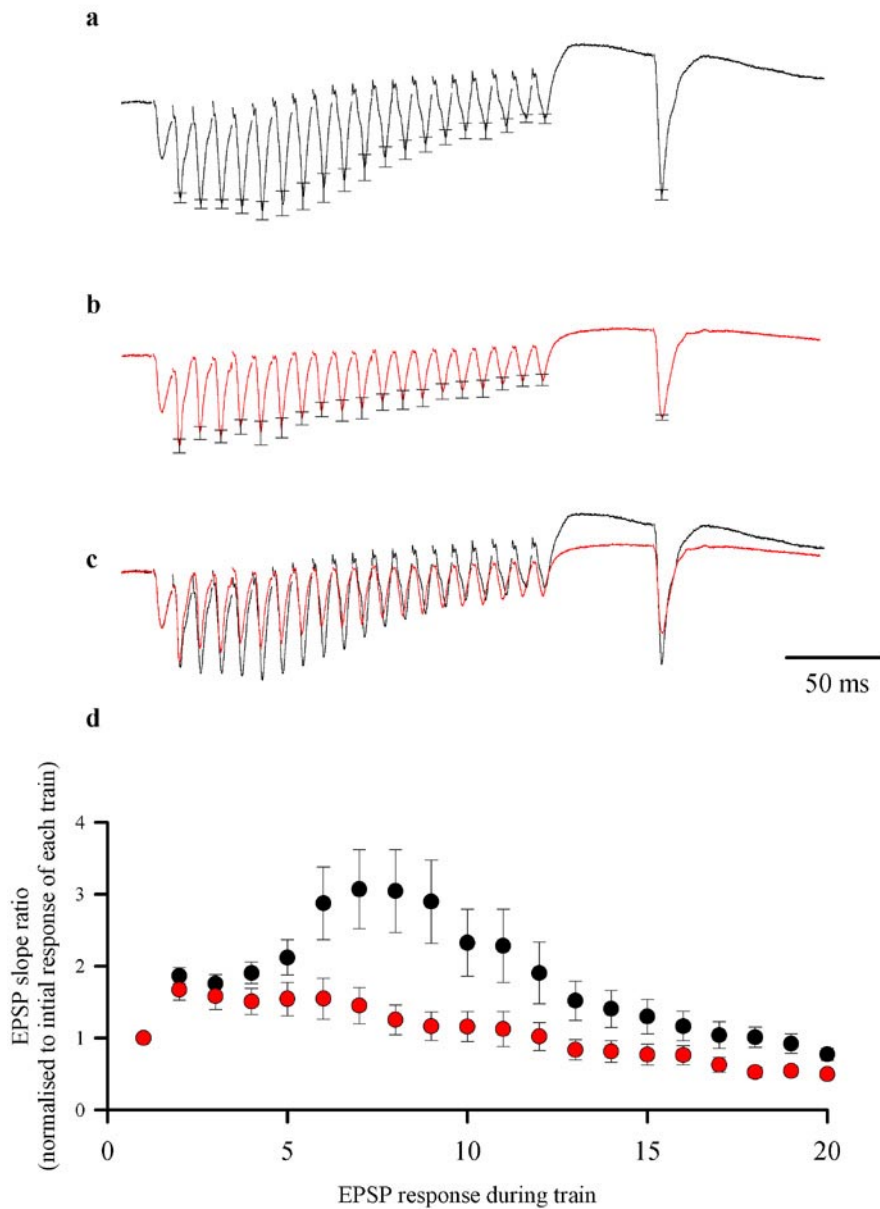 a
b
c
50 ms
d
EPSP slope ratio
(normalised to intial response of each train)
4
3
2
1
0
0 5 10 15 20
EPSP response during train